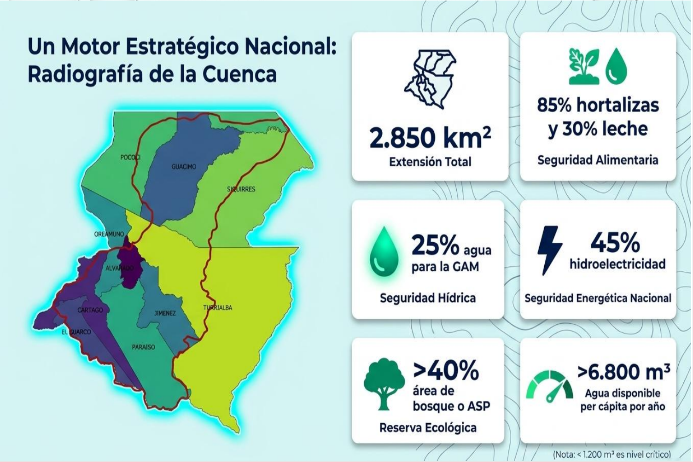 Un Motor Estratégico Nacional:
Radiografía de la Cuenca
POCOCI
GUACIMO
SIQUIRRES
OREAMUNO
ALVARADO
CARTAGO
EL GUARCO
JIMENEZ
TURRIALBA
PARAISO
2.850 km²
Extensión Total
85% hortalizas
y 30% leche
Seguridad Alimentaria
25% agua
para la GAM
Seguridad Hídrica
45%
hidroelectricidad
Seguridad Energética Nacional
>40%
área de
bosque o ASP
Reserva Ecológica
>6.800 m³
Agua disponible
per cápita por año
(Nota: < 1.200 m³ es nivel crítico)